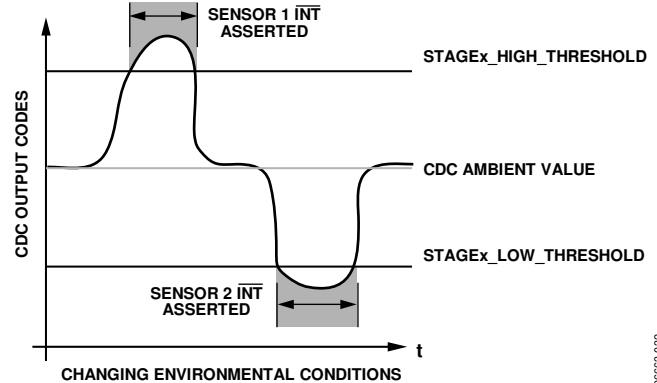 SENSOR 1 INT
ASSERTED
STAGEx_HIGH_THRESHOLD
CDC OUTPUT CODES
CDC AMBIENT VALUE
STAGEx_LOW_THRESHOLD
SENSOR 2 INT
ASSERTED
t
CHANGING ENVIRONMENTAL CONDITIONS